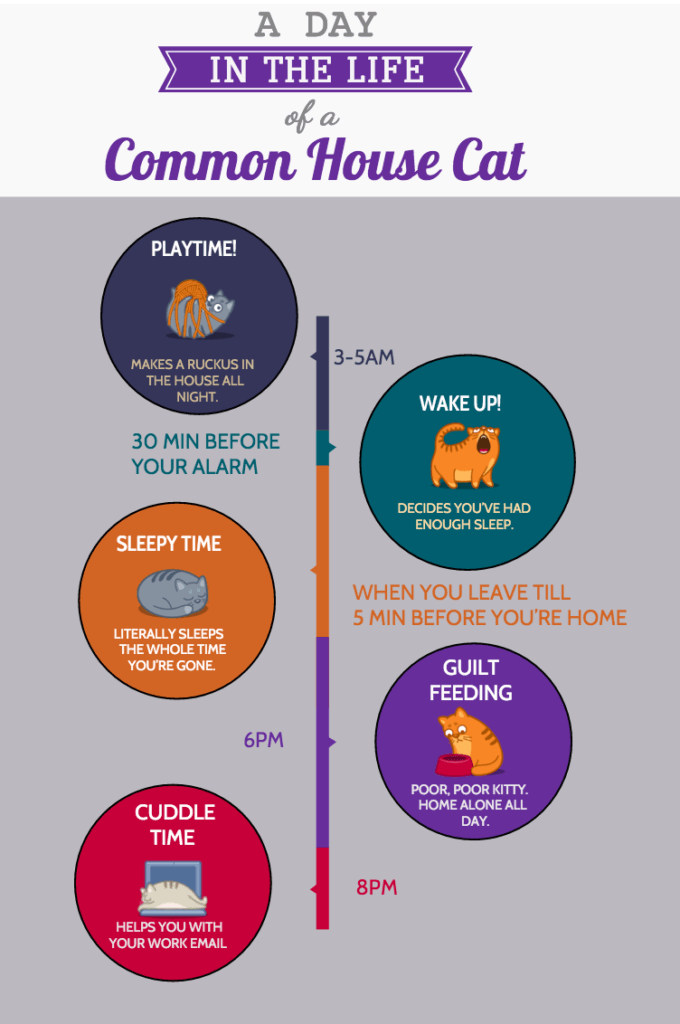 A DAY
IN THE LIFE
of a
Common House Cat
PLAYTIME!
MAKES A RUCKUS IN
THE HOUSE ALL
NIGHT.
3-5AM
WAKE UP!
DECIDES YOU'VE HAD
ENOUGH SLEEP.
30 MIN BEFORE
YOUR ALARM
SLEEPY TIME
LITERALLY SLEEPS
THE WHOLE TIME
YOU'RE GONE.
WHEN YOU LEAVE TILL
5 MIN BEFORE YOU'RE HOME
GUILT
FEEDING
POOR, POOR KITTY.
HOME ALONE ALL
DAY.
6PM
CUDDLE
TIME
HELPS YOU WITH
YOUR WORK EMAIL
8PM